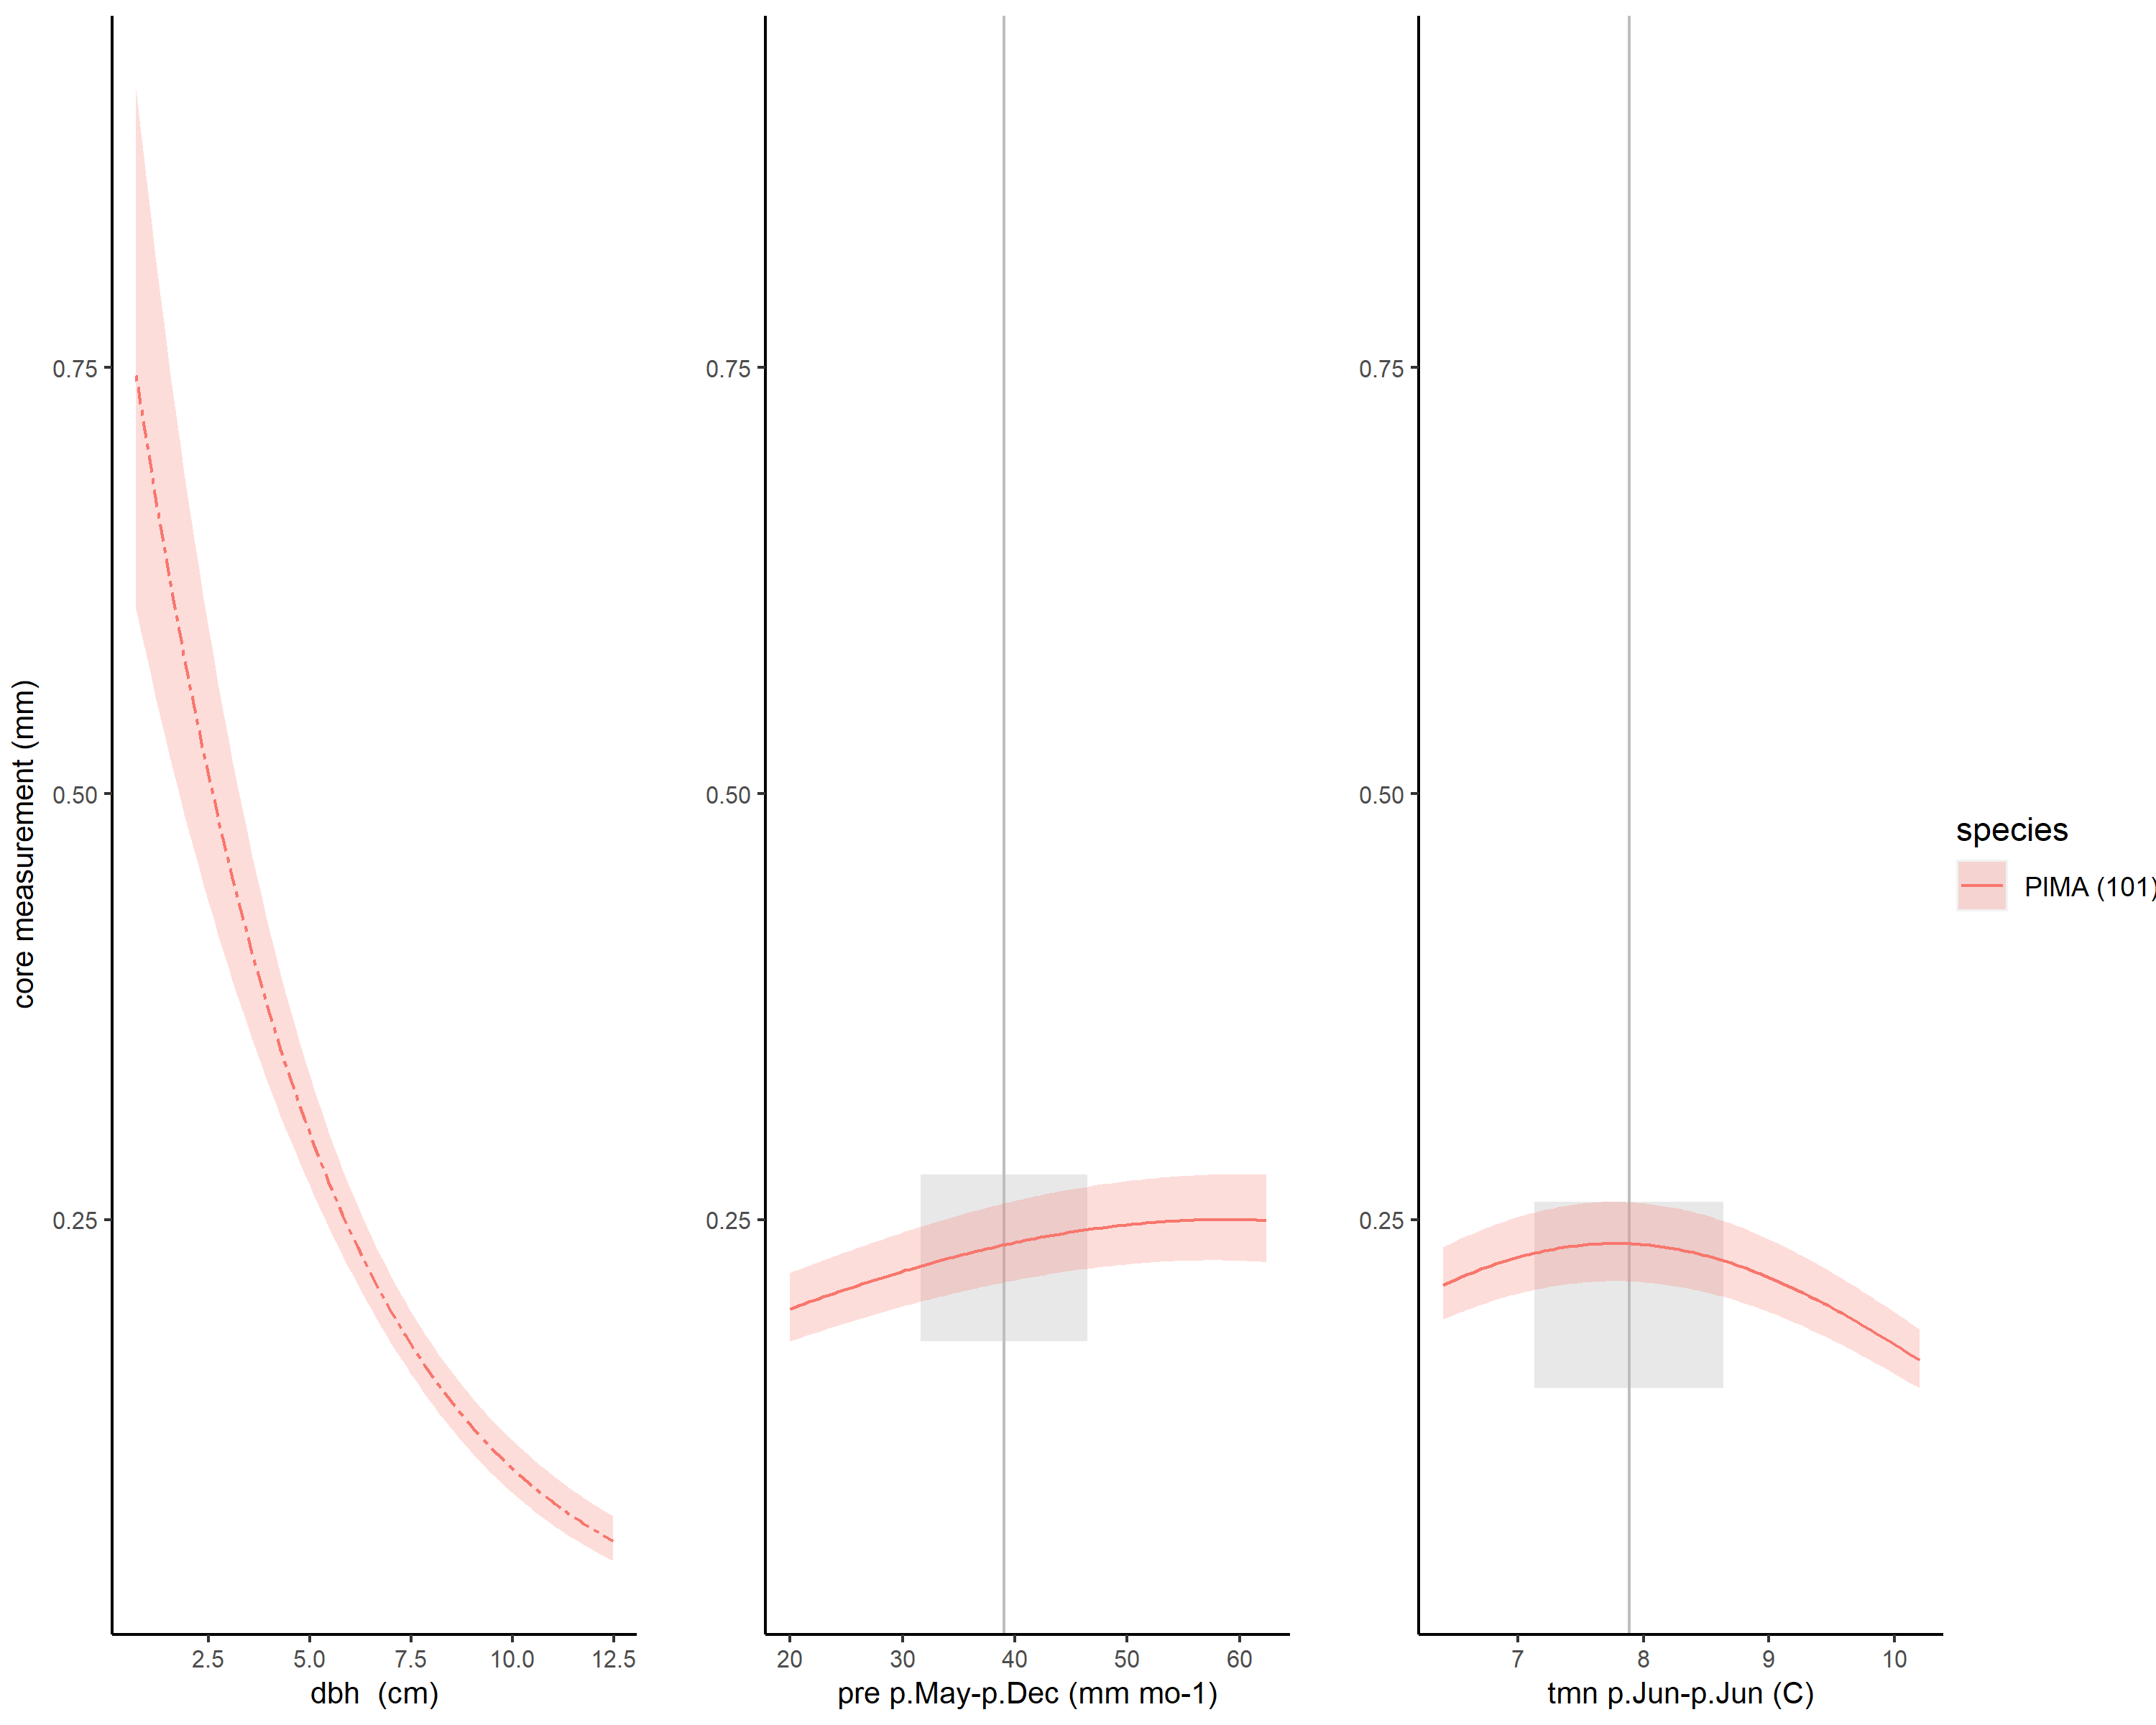 core measurement (mm)
0.75
0.50
0.25
2.5 5.0 7.5 10.0 12.5
dbh  (cm)
0.75
0.50
0.25
20 30 40 50 60
pre p.May-p.Dec (mm mo-1)
0.75
0.50
0.25
7 8 9 10
tmn p.Jun-p.Jun (C)
species
PIMA (101)